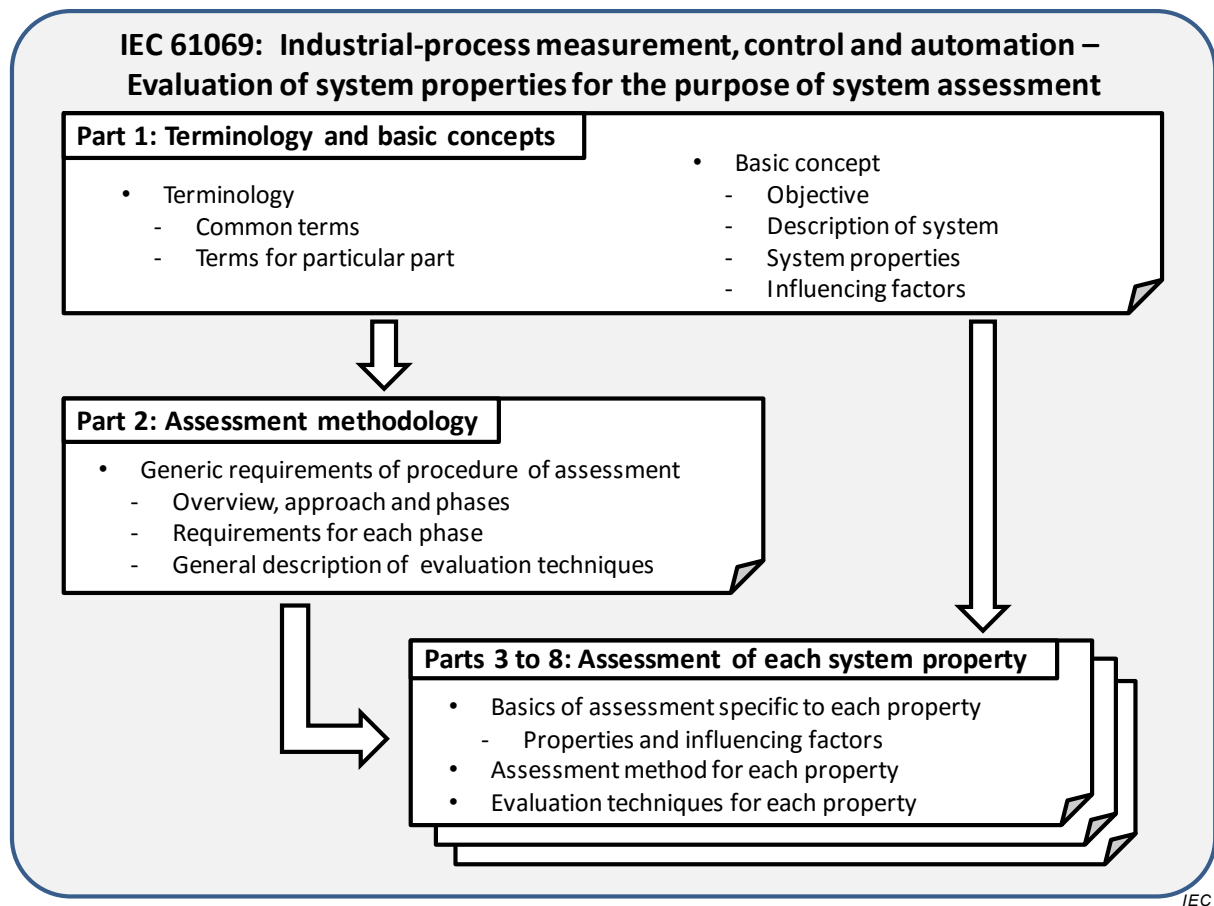 IEC 61069: Industrial-process measurement, control and automation –
Evaluation of system properties for the purpose of system assessment
Part 1: Terminology and basic concepts
• Terminology
- Common terms
- Terms for particular part
• Basic concept
- Objective
- Description of system
- System properties
- Influencing factors
Part 2: Assessment methodology
• Generic requirements of procedure of assessment
- Overview, approach and phases
- Requirements for each phase
- General description of evaluation techniques
Parts 3 to 8: Assessment of each system property
• Basics of assessment specific to each property
- Properties and influencing factors
• Assessment method for each property
• Evaluation techniques for each property
IEC